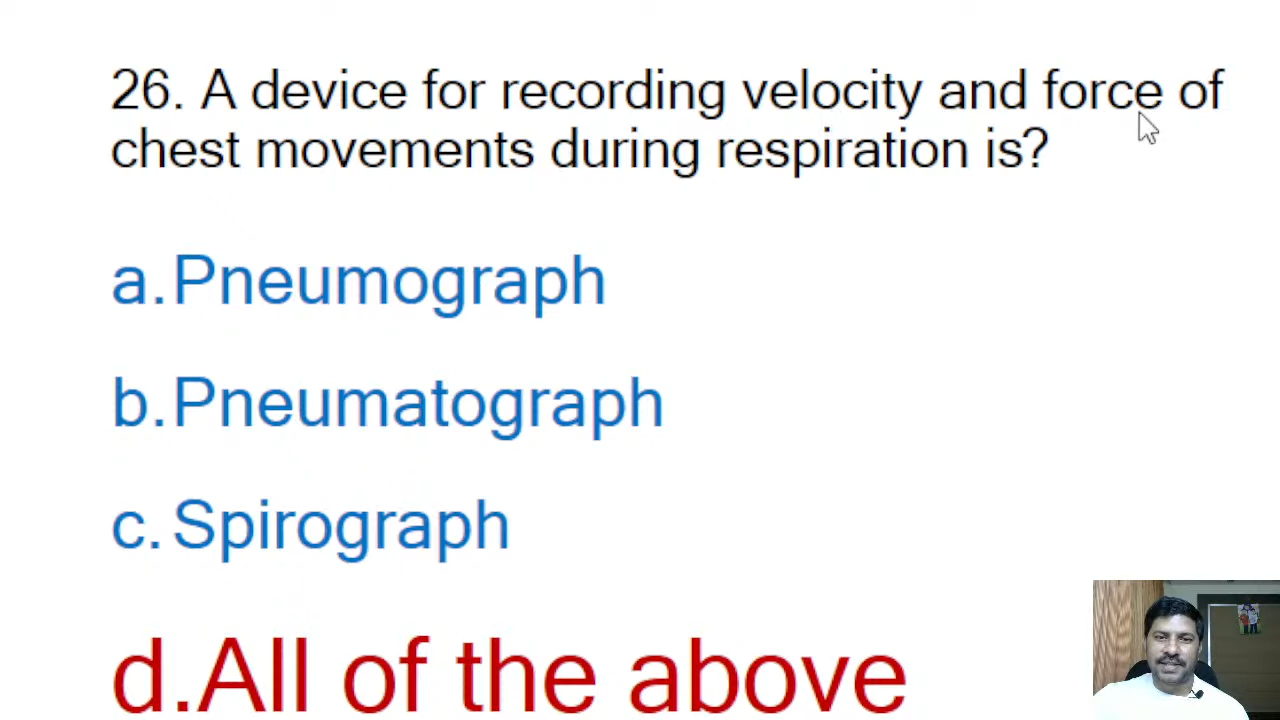 26. A device for recording velocity and force of
chest movements during respiration is?
a. Pneumograph
b. Pneumatograph
c. Spirograph
d. All of the above